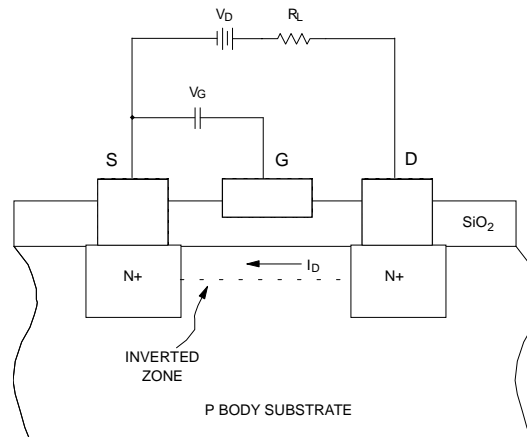 VD
RL
VG
S
G
D
SiO2
N+
ID
N+
INVERTED
ZONE
P BODY SUBSTRATE